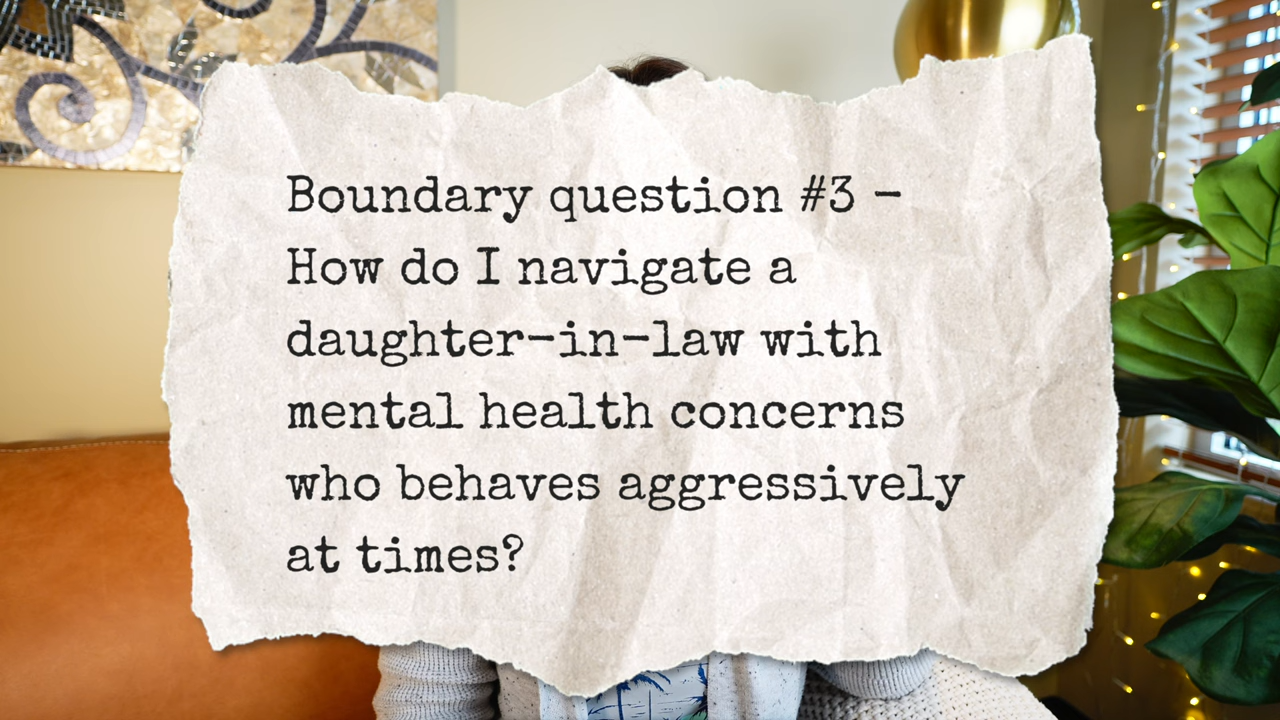 Boundary question #3 –
How do I navigate a
daughter-in-law with
mental health concerns
who behaves aggressively
at times?